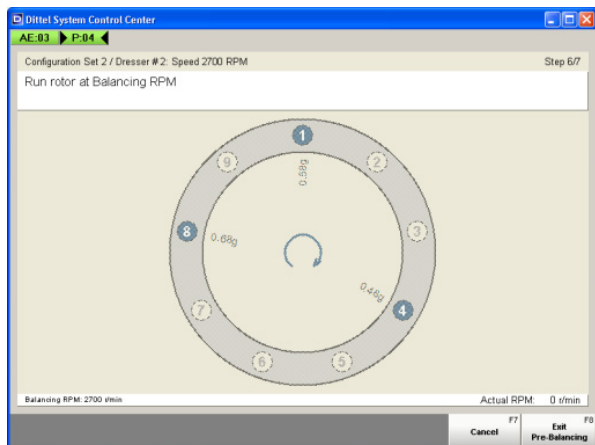 Dittel System Control Center
AE:03 P:04
Configuration Set 2 / Dresser #2: Speed 2700 RPM Step 6/7
Run rotor at Balancing RPM
1
9 2
0.58g
8 0.68g 3
0.46g 4
7
6 5
Balancing RPM: 2700 r/min Actual RPM: 0 r/min
F7 F8
Cancel Exit
Pre-Balancing